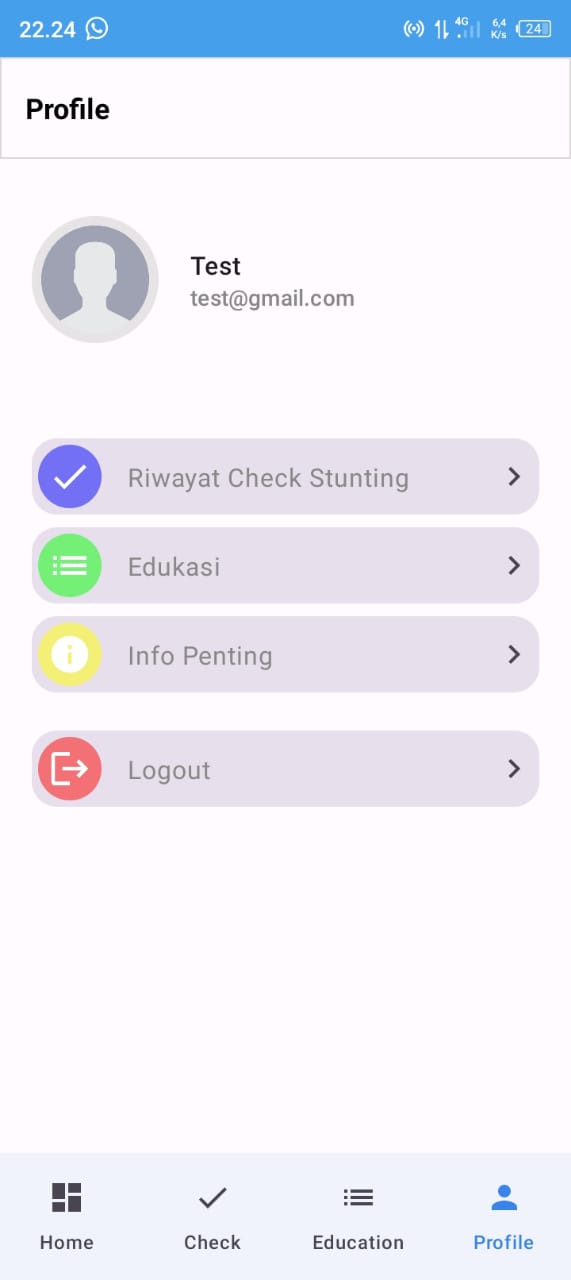 22.24
4G
6,4
K/s
24
Profile
Test
test@gmail.com
Riwayat Check Stunting
Edukasi
Info Penting
Logout
Home
Check
Education
Profile